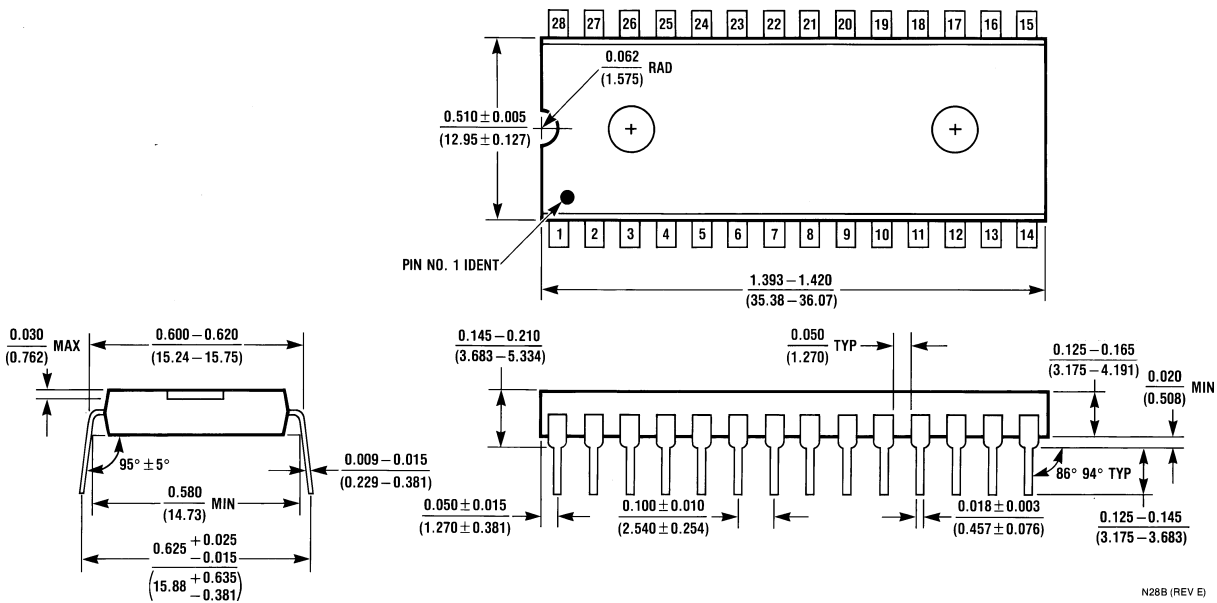 28 27 26 25 24 23 22 21 20 19 18 17 16 15
0.062
(1.575)
RAD
0.510 ± 0.005
(12.95 ± 0.127)
1 2 3 4 5 6 7 8 9 10 11 12 13 14
PIN NO. 1 IDENT
1.393 – 1.420
(35.38 – 36.07)
0.030
(0.762)
MAX
0.600 – 0.620
(15.24 – 15.75)
95° ± 5°
0.009 – 0.015
(0.229 – 0.381)
0.580
(14.73)
MIN
0.625 + 0.025
– 0.015
(15.88 + 0.635
– 0.381)
0.145 – 0.210
(3.683 – 5.334)
0.050
(1.270)
TYP
0.125 – 0.165
(3.175 – 4.191)
0.020
(0.508)
MIN
86° 94° TYP
0.050 ± 0.015
(1.270 ± 0.381)
0.100 ± 0.010
(2.540 ± 0.254)
0.018 ± 0.003
(0.457 ± 0.076)
0.125 – 0.145
(3.175 – 3.683)
N28B (REV E)